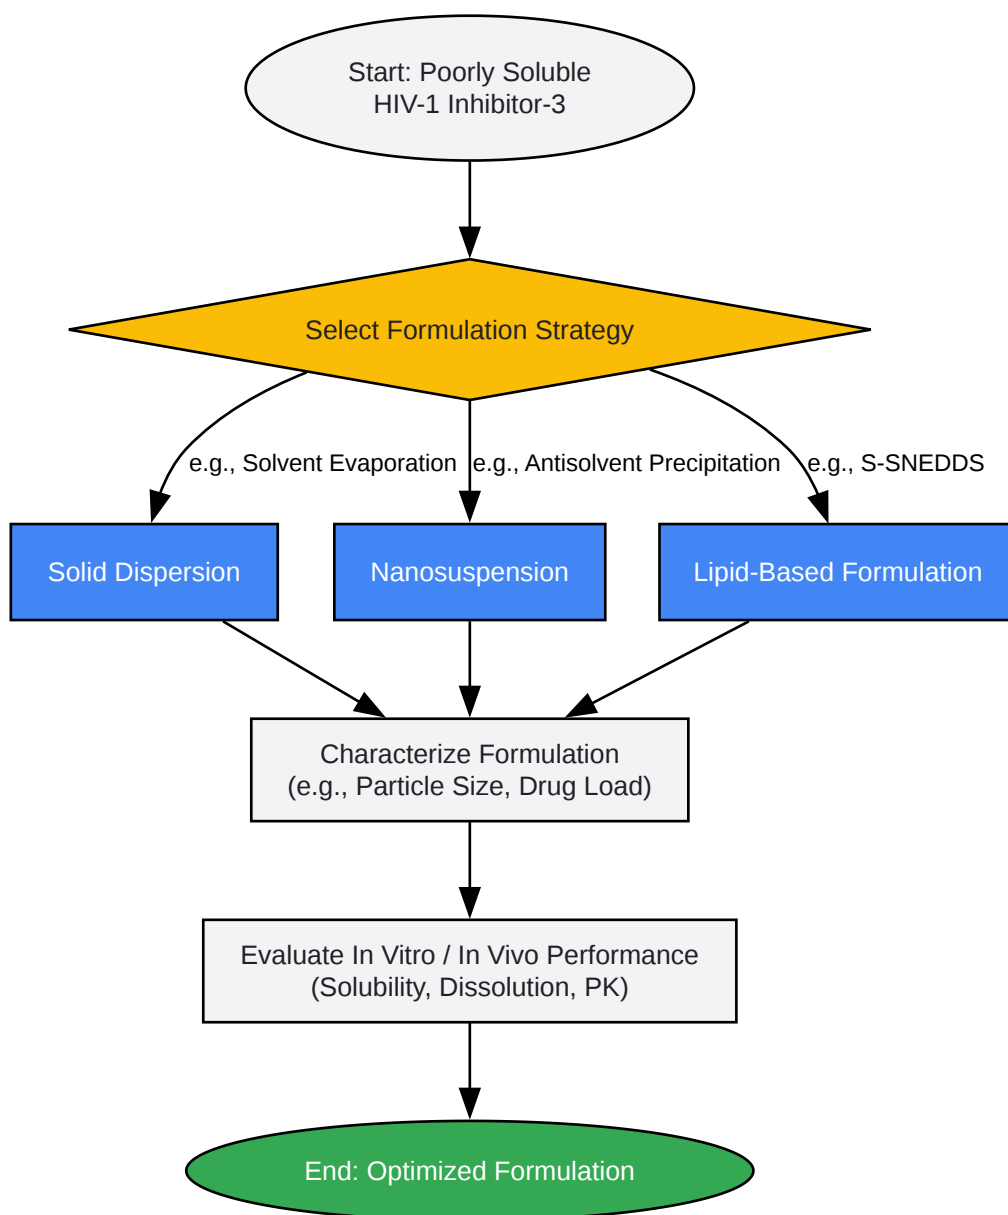 Start: Poorly Soluble
HIV-1 Inhibitor-3
Select Formulation Strategy
e.g., Solvent Evaporation
e.g., Antisolvent Precipitation
e.g., S-SNEDDS
Solid Dispersion
Nanosuspension
Lipid-Based Formulation
Characterize Formulation
(e.g., Particle Size, Drug Load)
Evaluate In Vitro / In Vivo Performance
(Solubility, Dissolution, PK)
End: Optimized Formulation